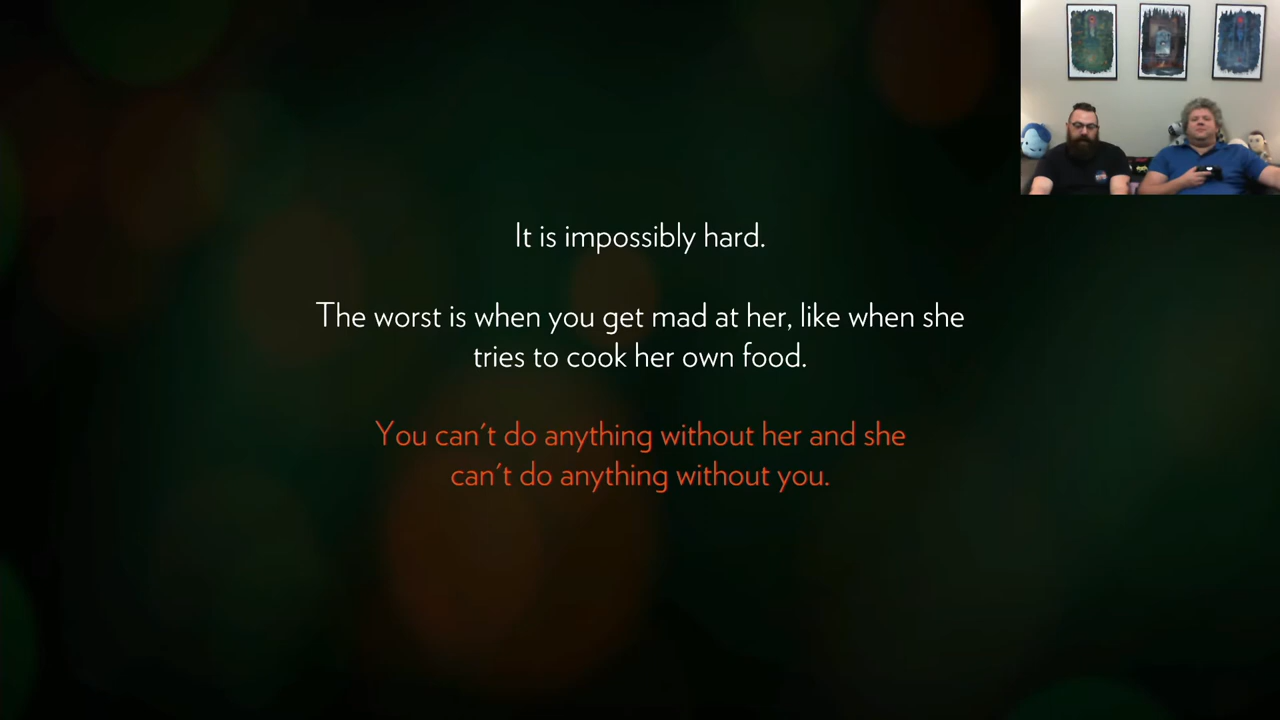 It is impossibly hard.
The worst is when you get mad at her, like when she
tries to cook her own food.
You can't do anything without her and she
can't do anything without you.